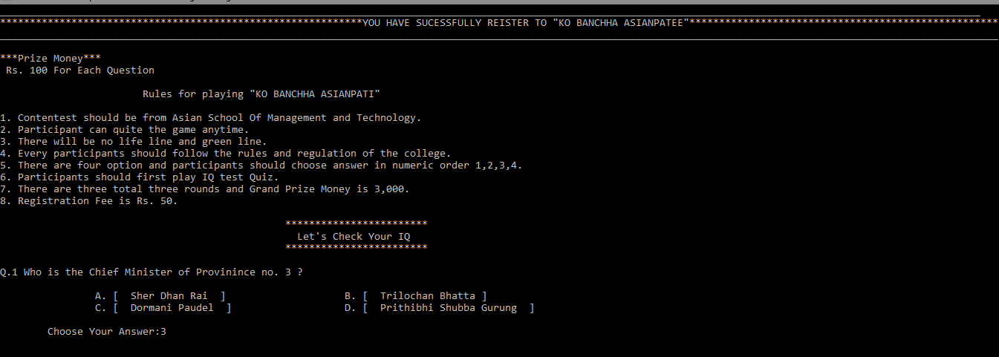 ************************************************************YOU HAVE SUCESSFULLY REISTER TO "KO BANCHHA ASIANPATEE"****************************************************
***Prize Money***
Rs. 100 For Each Question
Rules for playing "KO BANCHHA ASIANPATI"
1. Contentest should be from Asian School Of Management and Technology.
2. Participant can quite the game anytime.
3. There will be no life line and green line.
4. Every participants should follow the rules and regulation of the college.
5. There are four option and participants should choose answer in numeric order 1,2,3,4.
6. Participants should first play IQ test Quiz.
7. There are three total three rounds and Grand Prize Money is 3,000.
8. Registration Fee is Rs. 50.
************************
Let's Check Your IQ
************************
Q.1 Who is the Chief Minister of Provinince no. 3 ?
A. [  Sher Dhan Rai  ] B. [  Trilochan Bhatta ]
C. [  Dormani Paudel  ] D. [  Prithibhi Shubba Gurung  ]
Choose Your Answer:3